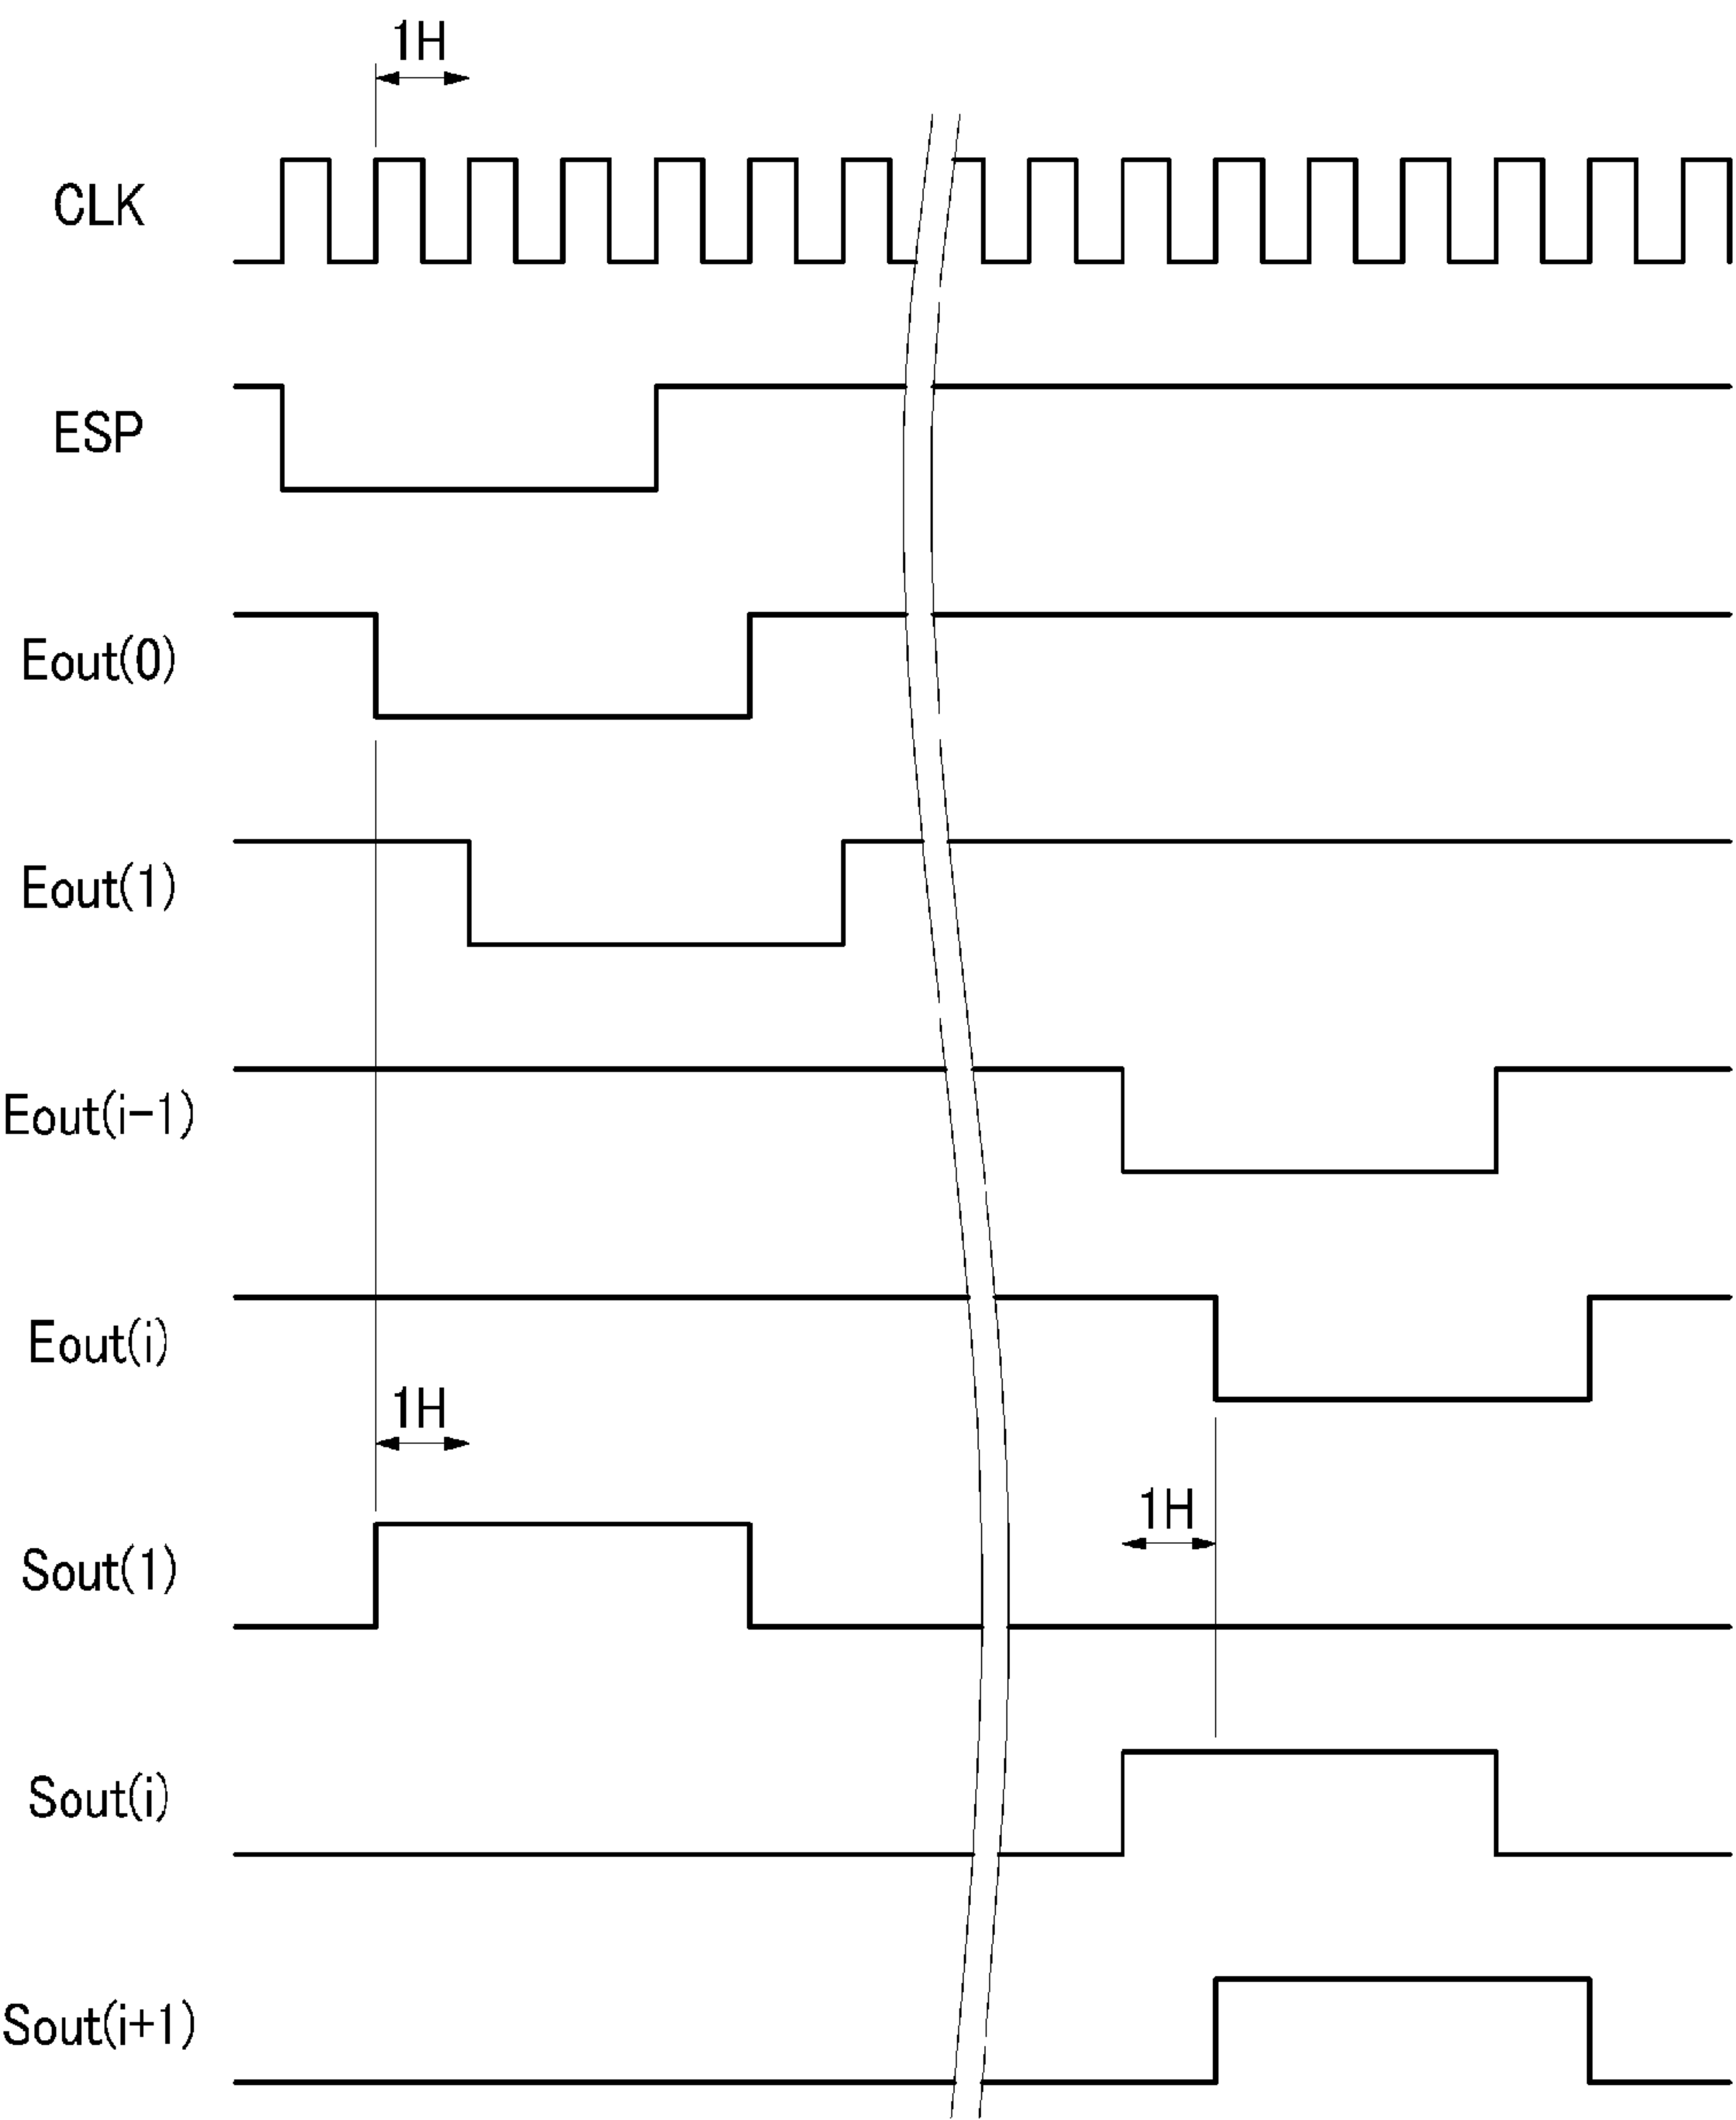 1H
CLK
ESP
Eout(0)
Eout(1)
Eout(i-1)
Eout(i)
1H
1H
Sout(1)
Sout(i)
Sout(i+1)